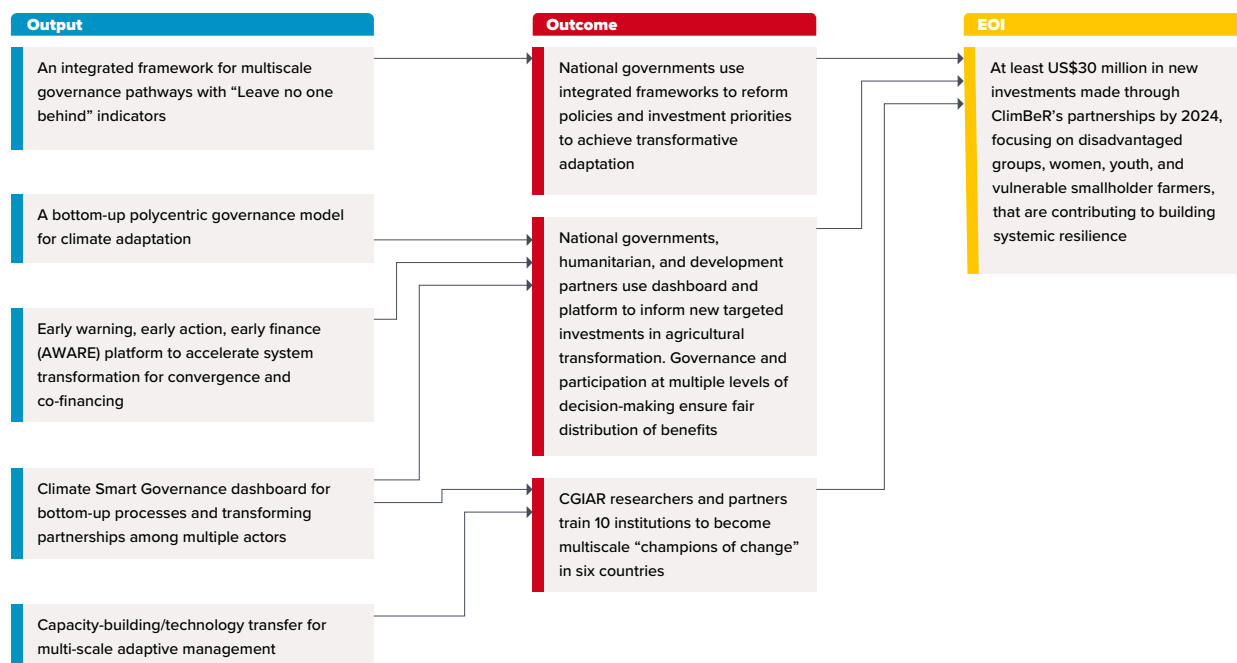 Output
An integrated framework for multiscale
governance pathways with “Leave no one
behind” indicators
A bottom-up polycentric governance model
for climate adaptation
Early warning, early action, early finance
(AWARE) platform to accelerate system
transformation for convergence and
co-financing
Climate Smart Governance dashboard for
bottom-up processes and transforming
partnerships among multiple actors
Capacity-building/technology transfer for
multi-scale adaptive management
Outcome
National governments use
integrated frameworks to reform
policies and investment priorities
to achieve transformative
adaptation
National governments,
humanitarian, and development
partners use dashboard and
platform to inform new targeted
investments in agricultural
transformation. Governance and
participation at multiple levels of
decision-making ensure fair
distribution of benefits
CGIAR researchers and partners
train 10 institutions to become
multiscale “champions of change”
in six countries
EOI
At least US$30 million in new
investments made through
ClimBeR’s partnerships by 2024,
focusing on disadvantaged
groups, women, youth, and
vulnerable smallholder farmers,
that are contributing to building
systemic resilience